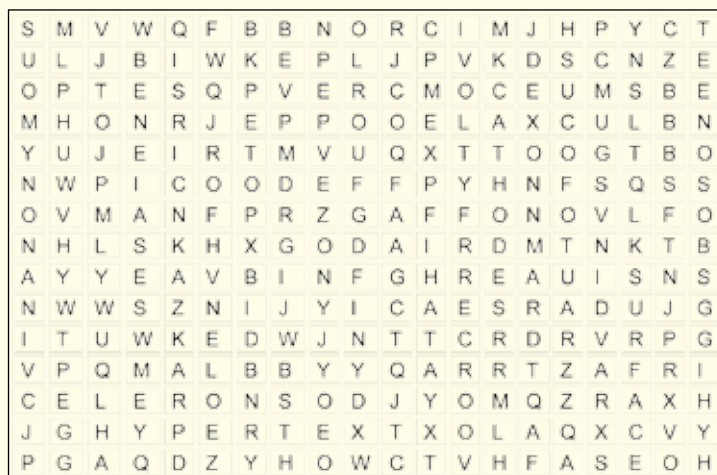 S M V W Q F B B N O R C I M J H P Y C T
U L J B I W K E P L J P V K D S C N Z E
O P T E S Q P V E R C M O C E U M S B E
M H O N R J E P P O O E L A X C U L B N
Y U J E I R T M V U Q X T T O O G T B O
N W P I C O O D E F F P Y H N F S Q S S
O V M A N F P R Z G A F F O N O V L F O
N H L S K H X G O D A I R D M T N K T B
A Y Y E A V B I N F G H R E A U I S N S
N W W S Z N I J Y I C A E S R A D U J G
I T U W K E D W J N T T C R D R V R P G
V P Q M A L B B Y Y Q A R R T Z A F R I
C E L E R O N S O D J Y O M Q Z R A X H
J G H Y P E R T E X T X O L A Q X C V Y
P G A Q D Z Y H O W C T V H F A S E O H